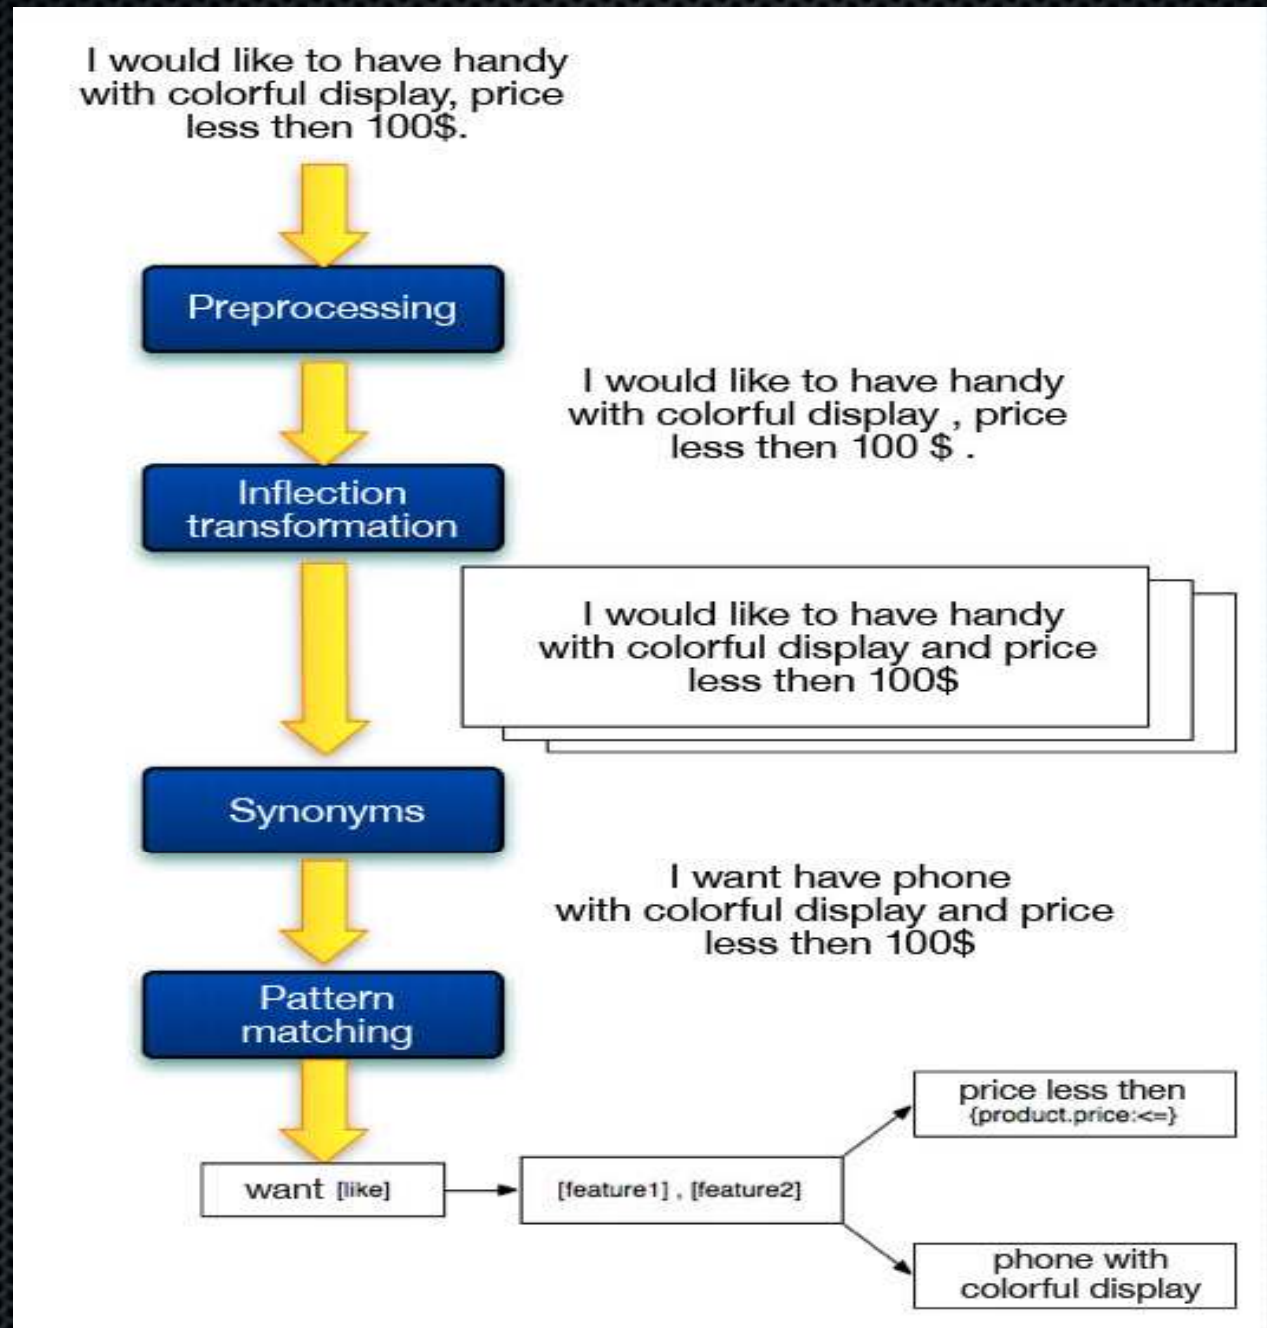 I would like to have handy
with colorful display, price
less then 100$.
Preprocessing
I would like to have handy
with colorful display , price
less then 100 $ .
Inflection
transformation
I would like to have handy
with colorful display and price
less then 100$
Synonyms
I want have phone
with colorful display and price
less then 100$
Pattern
matching
price less then
{product.price:<=}
want [like]
[feature1] , [feature2]
phone with
colorful display